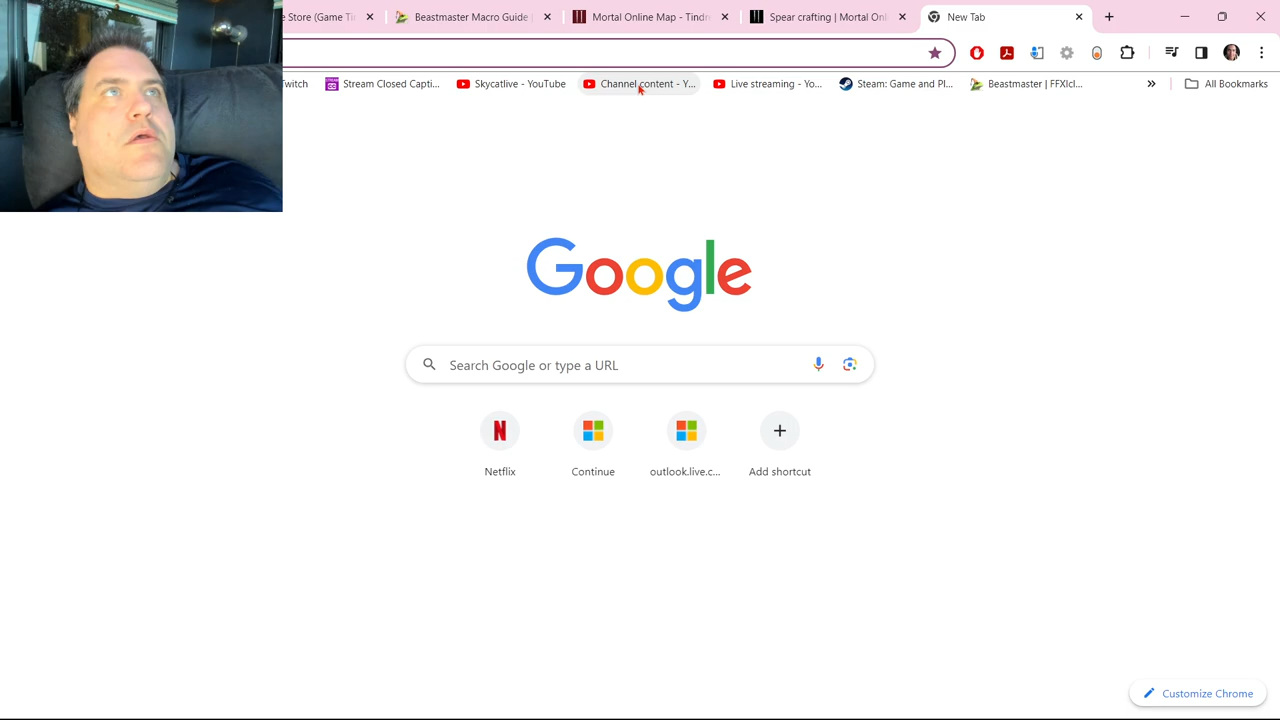 e Store (Game Ti
Beastmaster Macro Guide
Mortal Online Map - Tindr
Spear crafting | Mortal Onl
New Tab
witch
Stream Closed Capti...
Skycatlive - YouTube
Channel content - Y...
Live streaming - Yo...
Steam: Game and Pl...
Beastmaster | FFXIcl...
All Bookmarks
Google
Search Google or type a URL
Netflix
Continue
outlook.live.c...
Add shortcut
Customize Chrome